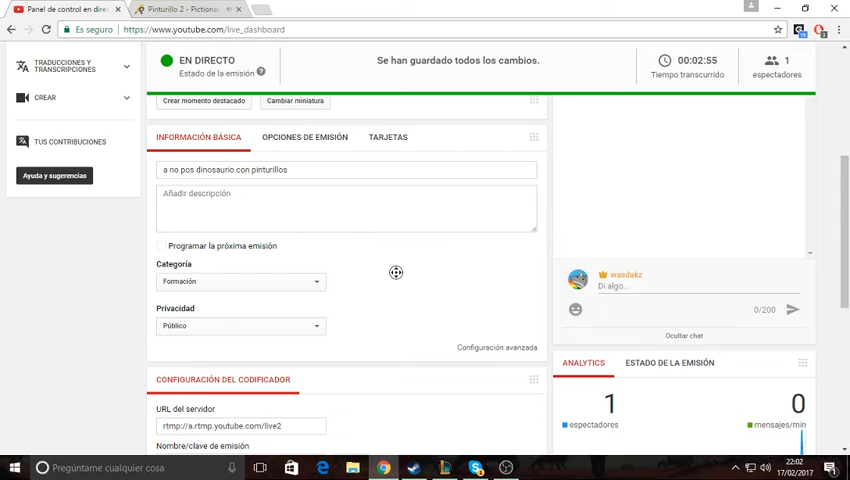 Panel de control en direc
Pinturillo 2 - Pictionar
Es seguro
https://www.youtube.com/live_dashboard
18
TRADUCCIONES Y
TRANSCRIPCIONES
CREAR
TUS CONTRIBUCIONES
Ayuda y sugerencias
EN DIRECTO
Estado de la emisión ?
Se han guardado todos los cambios.
00:02:55
Tiempo transcurrido
1
espectadores
Crear momento destacado
Cambiar miniatura
INFORMACIÓN BÁSICA
OPCIONES DE EMISIÓN
TARJETAS
a no pos dinosaurio con pinturillos
Añadir descripción
Programar la próxima emisión
Categoría
Formación
Privacidad
Público
Configuración avanzada
CONFIGURACIÓN DEL CODIFICADOR
URL del servidor
rtmp://a.rtmp.youtube.com/live2
Nombre/clave de emisión
wasdakz
Di algo...
0/200
Ocultar chat
ANALYTICS
ESTADO DE LA EMISIÓN
1
espectadores
0
mensajes/min
Pregúntame cualquier cosa
22:02
17/02/2017